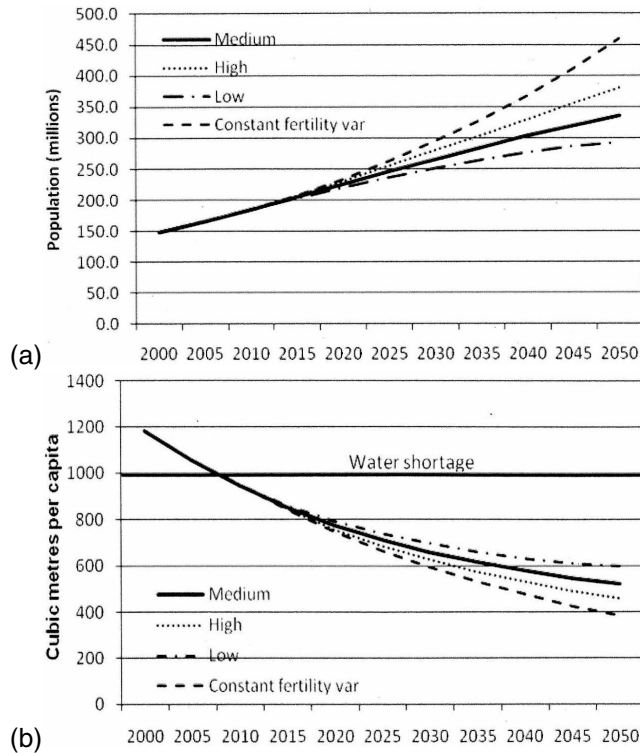 500.0
450.0
400.0
350.0
300.0
250.0
200.0
150.0
100.0
50.0
0.0
Population (millions)
Medium
High
Low
Constant fertility var
(a)
2000 2005 2010 2015 2020 2025 2030 2035 2040 2045 2050
1400
1200
1000
800
600
400
200
0
Cubic metres per capita
Water shortage
Medium
High
Low
Constant fertility var
(b)
2000 2005 2010 2015 2020 2025 2030 2035 2040 2045 2050